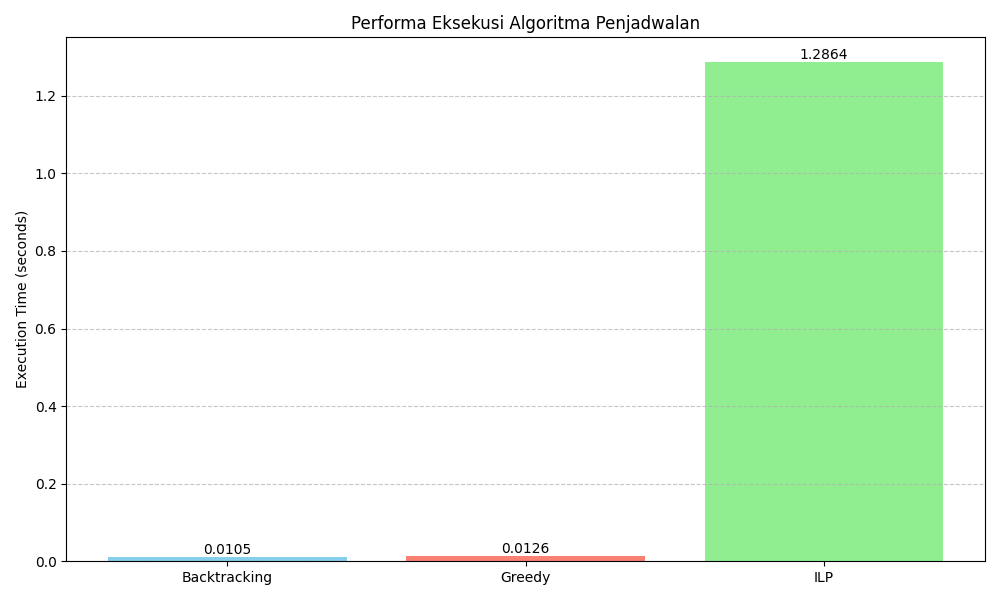 Performa Eksekusi Algoritma Penjadwalan
Execution Time (seconds)
1.2
1.0
0.8
0.6
0.4
0.2
0.0
0.0105
0.0126
1.2864
Backtracking
Greedy
ILP